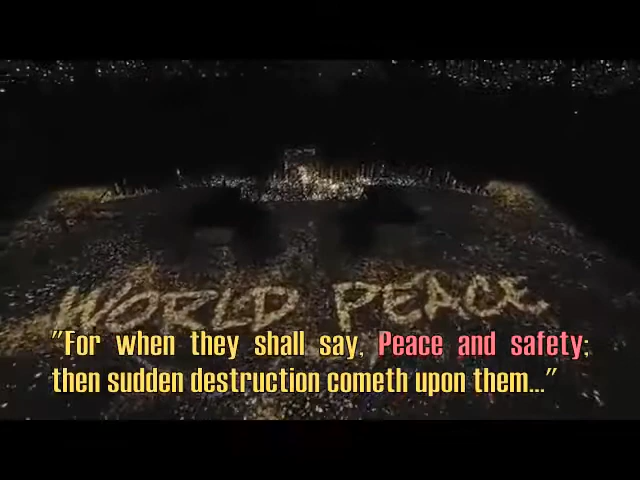 WORLD PEACE
"For when they shall say, Peace and safety;
then sudden destruction cometh upon them..."